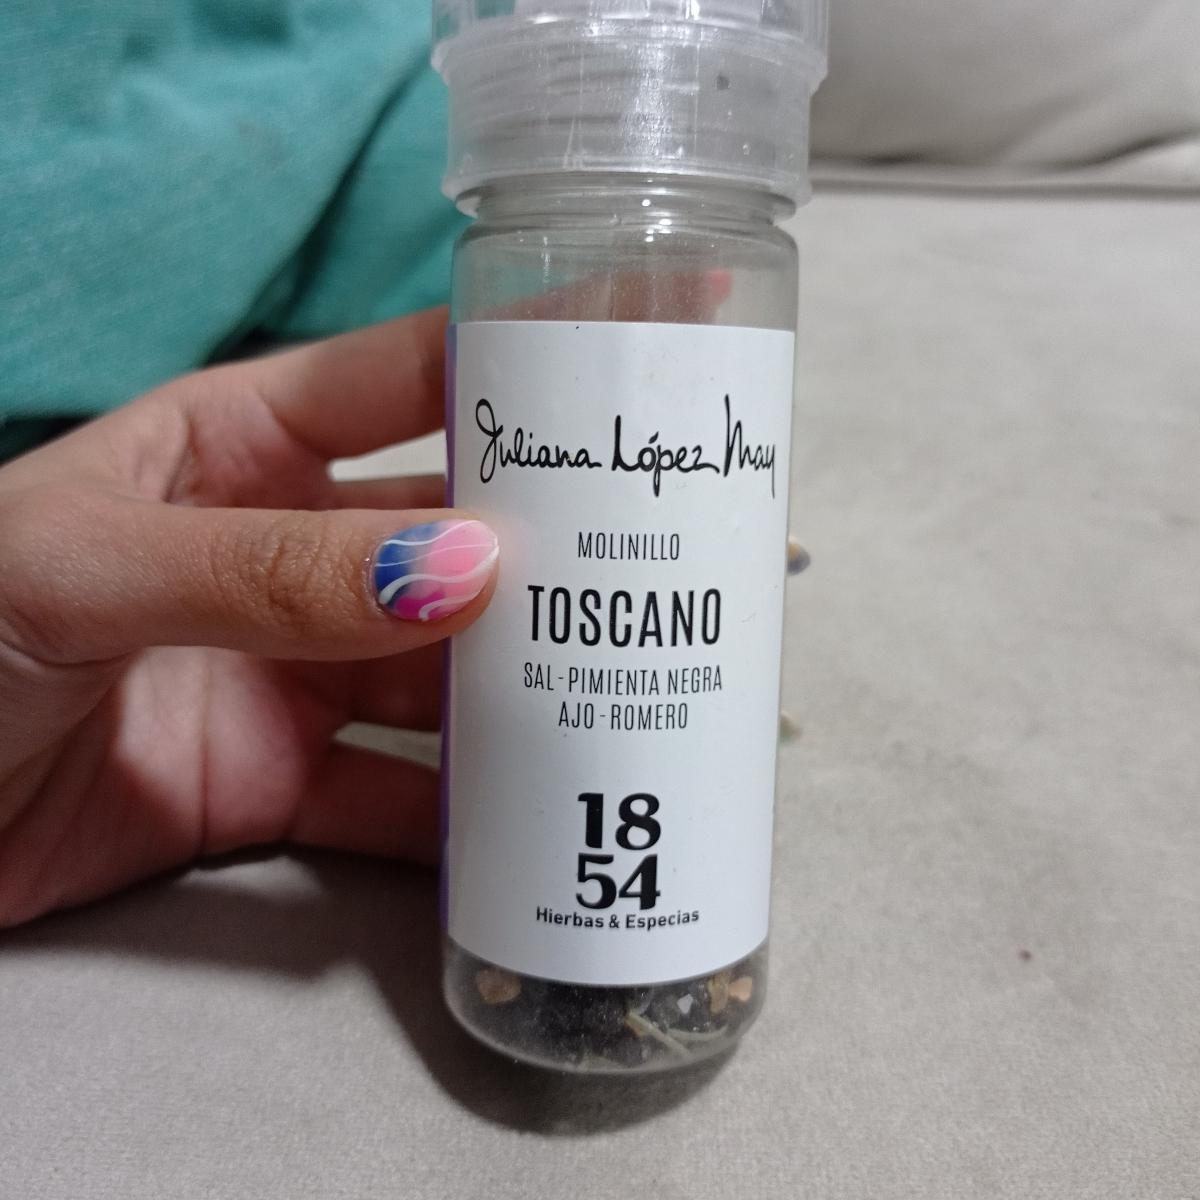 Juliana López May
MOLINILLO
TOSCANO
SAL-PIMIENTA NEGRA
AJO-ROMERO
18
54
Hierbas & Especias